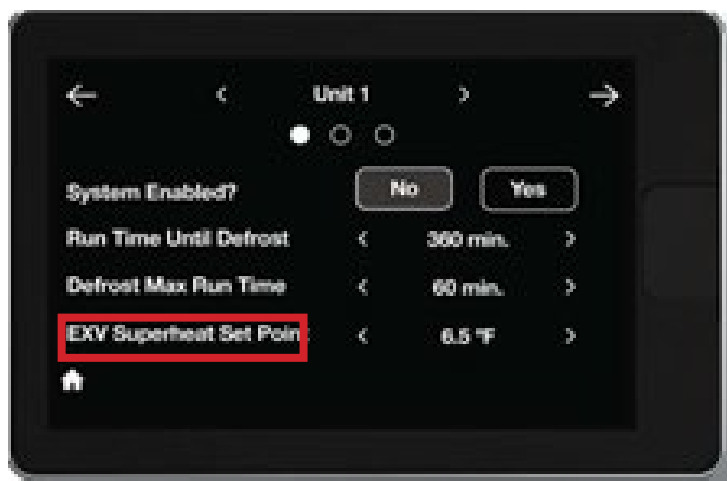 Unit 1
System Enabled? No Yes
Run Time Until Defrost 360 min.
Defrost Max Run Time 60 min.
EXV Superheat Set Point 6.5 °F